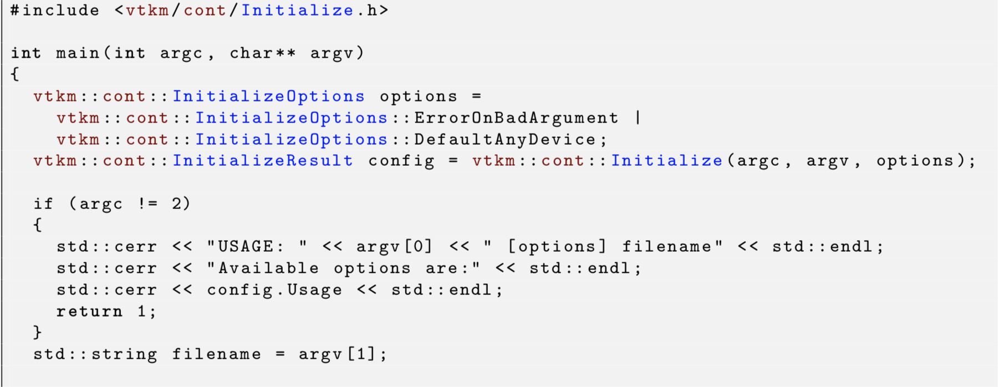 #include <vtkm/cont/Initialize.h>

int main(int argc, char** argv)
{
  vtkm::cont::InitializeOptions options =
    vtkm::cont::InitializeOptions::ErrorOnBadArgument |
    vtkm::cont::InitializeOptions::DefaultAnyDevice;
  vtkm::cont::InitializeResult config = vtkm::cont::Initialize(argc, argv, options);

  if (argc != 2)
  {
    std::cerr << "USAGE: " << argv[0] << " [options] filename" << std::endl;
    std::cerr << "Available options are:" << std::endl;
    std::cerr << config.Usage << std::endl;
    return 1;
  }
  std::string filename = argv[1];